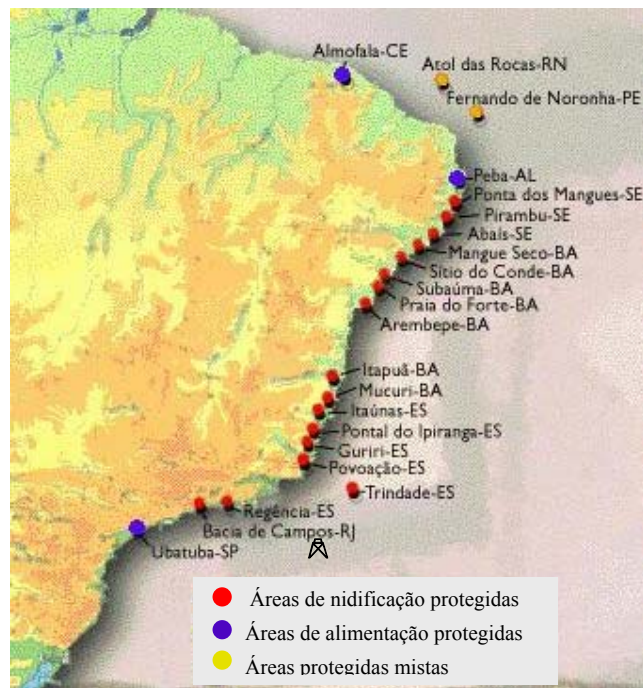 Almofala-CE
Atol das Rocas-RN
Fernando de Noronha-PE
Peba-AL
Ponta dos Mangues-SE
Pirambu-SE
Abaís-SE
Mangue Seco-BA
Sítio do Conde-BA
Subaúma-BA
Praia do Forte-BA
Arembepe-BA
Itapuã-BA
Mucuri-BA
Itaúnas-ES
Pontal do Ipiranga-ES
Guriri-ES
Povoação-ES
Trindade-ES
Regência-ES
Bacia de Campos-RJ
Ubatuba-SP
Áreas de nidificação protegidas
Áreas de alimentação protegidas
Áreas protegidas mistas